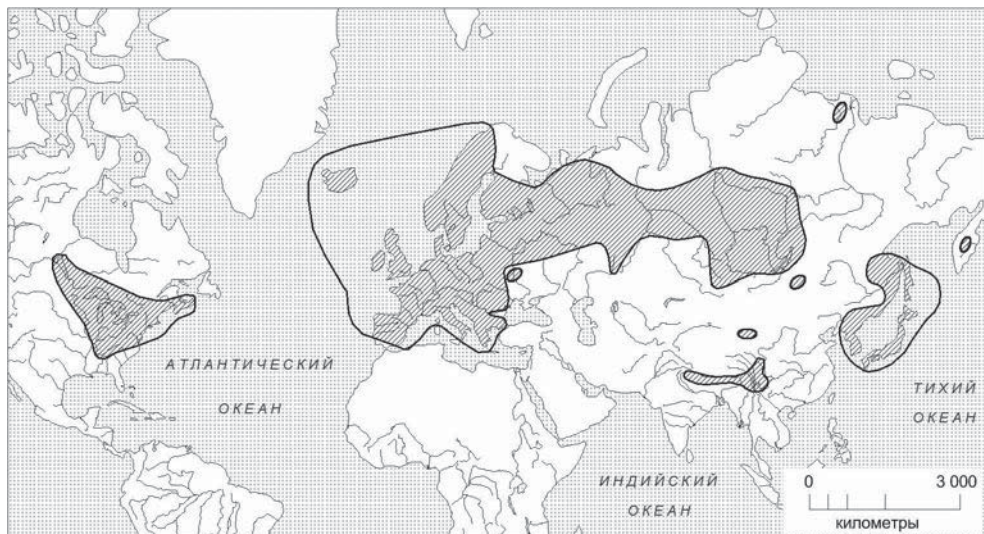 АТЛАНТИЧЕСКИЙ
ОКЕАН
ТИХИЙ
ОКЕАН
ИНДИЙСКИЙ
ОКЕАН
0 3 000
километры